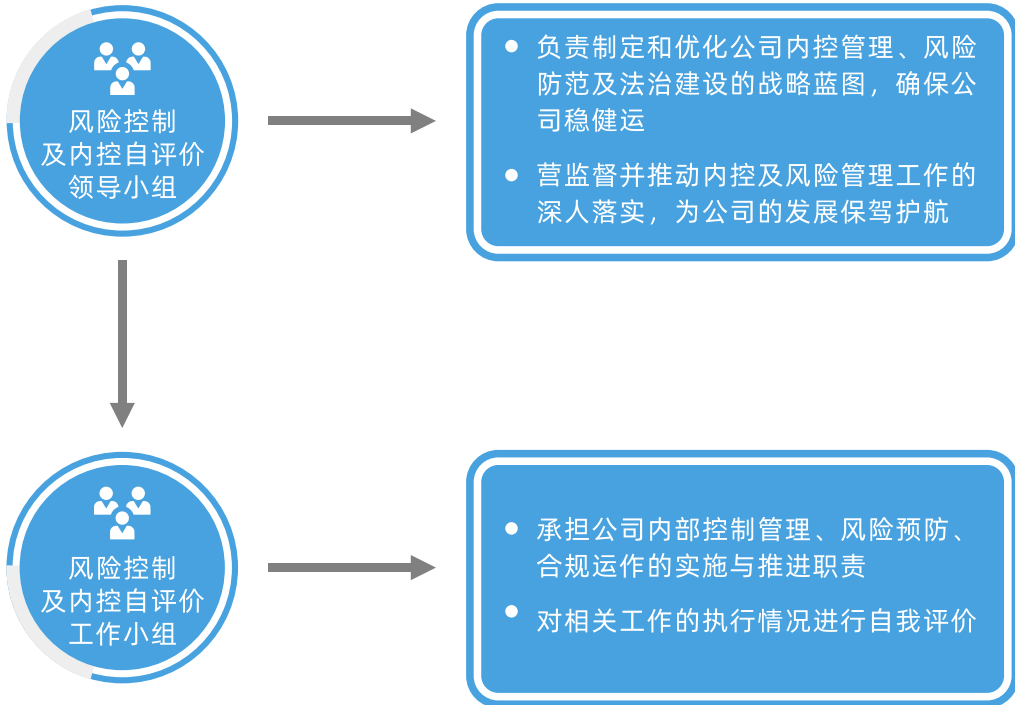 风险控制
及内控自评价
领导小组
负责制定和优化公司内控管理、风险
防范及法治建设的战略蓝图，确保公
司稳健运
营监督并推动内控及风险管理工作的
深人落实，为公司的发展保驾护航
风险控制
及内控自评价
工作小组
承担公司内部控制管理、风险预防、
合规运作的实施与推进职责
对相关工作的执行情况进行自我评价